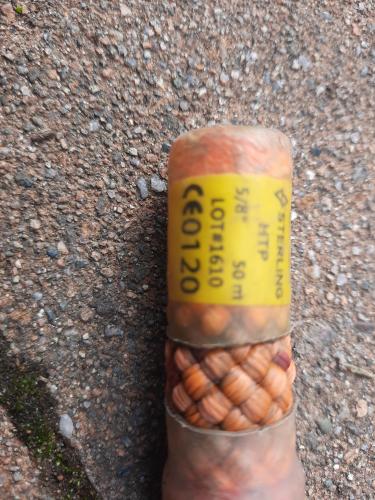 STERLING
HTP
5/8" 50 m
LOT#1610
CE0120